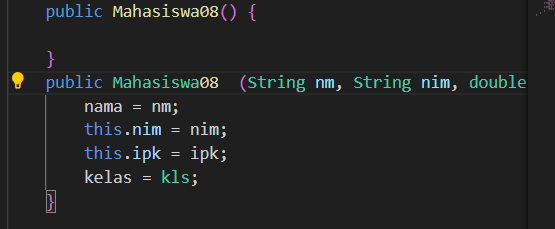 public Mahasiswa08() {
}
public Mahasiswa08  (String nm, String nim, double
nama = nm;
this.nim = nim;
this.ipk = ipk;
kelas = kls;
}